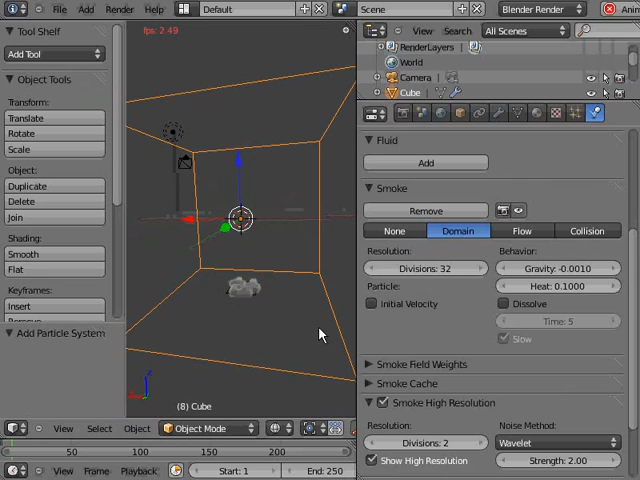 File Add Render Help Default Scene Blender Render Anim
Tool Shelf
Add Tool
Object Tools
Transform:
Translate
Rotate
Scale
Object:
Duplicate
Delete
Join
Shading:
Smooth
Flat
Keyframes:
Insert
Add Particle System
fps: 2.49
(8) Cube
View Select Object Object Mode
50 100 150 200
View Frame Playback Start: 1 End: 250
View Search All Scenes
RenderLayers
World
Camera
Cube
Fluid
Add
Smoke
Remove
None Domain Flow Collision
Resolution: Behavior:
Divisions: 32 Gravity: -0.0010
Particle: Heat: 0.1000
Initial Velocity Dissolve
Time: 5
Slow
Smoke Field Weights
Smoke Cache
Smoke High Resolution
Resolution: Noise Method:
Divisions: 2 Wavelet
Show High Resolution Strength: 2.00